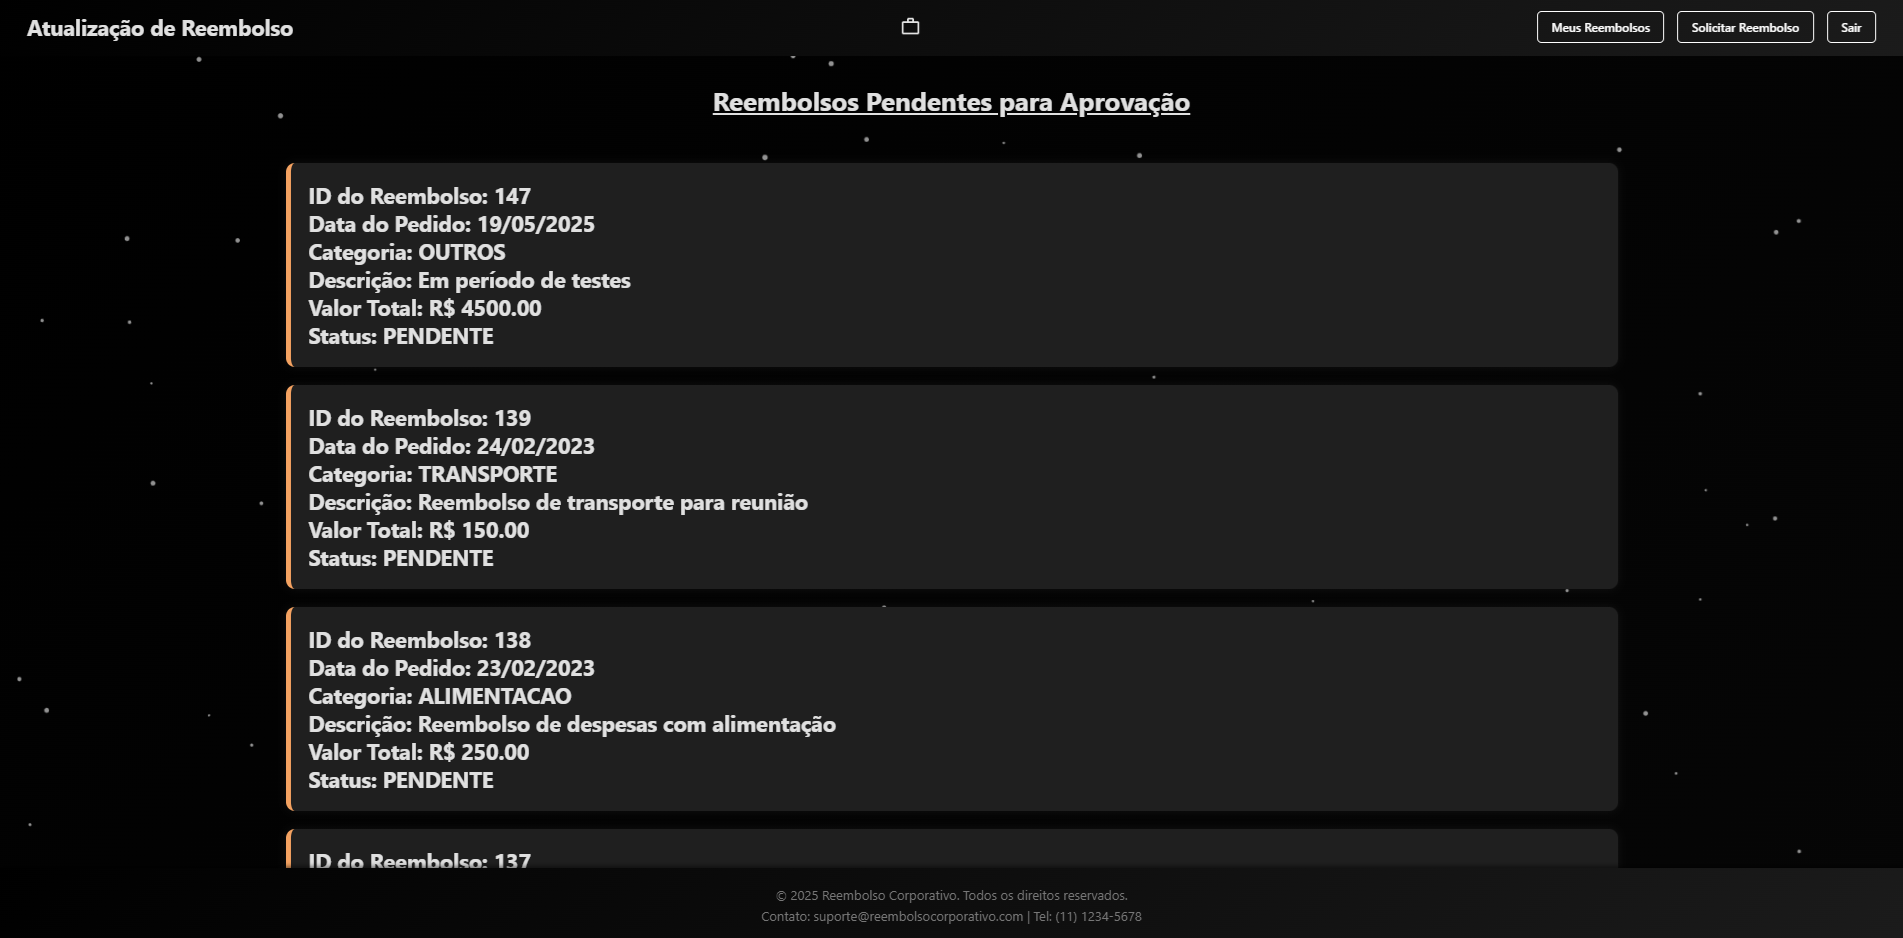 Atualização de Reembolso
Meus Reembolsos
Solicitar Reembolso
Sair
Reembolsos Pendentes para Aprovação
ID do Reembolso: 147
Data do Pedido: 19/05/2025
Categoria: OUTROS
Descrição: Em período de testes
Valor Total: R$ 4500.00
Status: PENDENTE
ID do Reembolso: 139
Data do Pedido: 24/02/2023
Categoria: TRANSPORTE
Descrição: Reembolso de transporte para reunião
Valor Total: R$ 150.00
Status: PENDENTE
ID do Reembolso: 138
Data do Pedido: 23/02/2023
Categoria: ALIMENTACAO
Descrição: Reembolso de despesas com alimentação
Valor Total: R$ 250.00
Status: PENDENTE
ID do Reembolso: 137
© 2025 Reembolso Corporativo. Todos os direitos reservados.
Contato: suporte@reembolsocorporativo.com | Tel: (11) 1234-5678